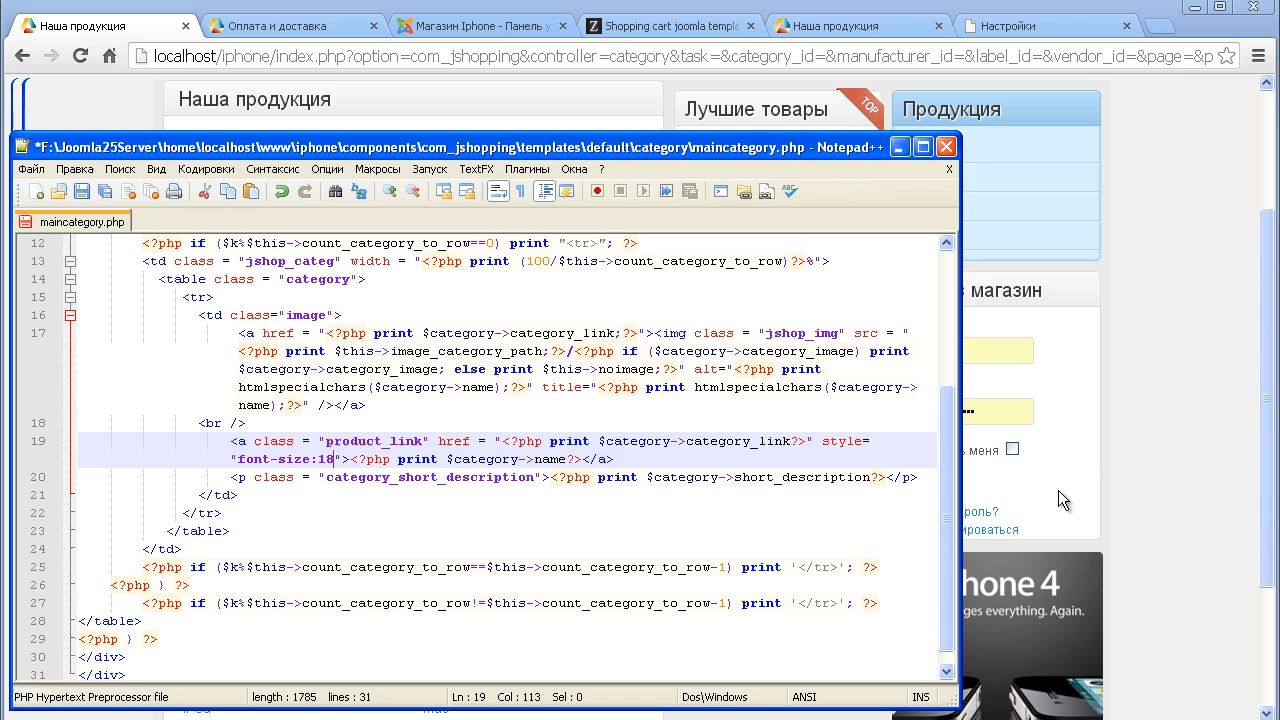 Наша продукция
Оплата и доставка
Магазин Iphone - Панель у
Shopping cart joomla templ
Наша продукция
Настройки
localhost/iphone/index.php?option=com_jshopping&controller=category&task=&category_id=&manufacturer_id=&label_id=&vendor_id=&page=&p
Наша продукция
Лучшие товары
TOP
Продукция
*F:\Joomla25Server\home\localhost\www\iphone\components\com_jshopping\templates\default\category\maincategory.php - Notepad++
Файл Правка Поиск Вид Кодировки Синтаксис Опции Макросы Запуск TextFX Плагины Окна ? X
maincategory.php
12 <?php if ($k%$this->count_category_to_row==0) print "<tr>"; ?>
13 <td class = "jshop_categ" width = "<?php print (100/$this->count_category_to_row)?>%">
14 <table class = "category">
15 <tr>
16 <td class="image">
17 <a href = "<?php print $category->category_link;?>"><img class = "jshop_img" src = "
<?php print $this->image_category_path;?>/<?php if ($category->category_image) print
$category->category_image; else print $this->noimage;?>" alt="<?php print
htmlspecialchars($category->name);?>" title="<?php print htmlspecialchars($category->
name);?>" /></a>
18 <br />
19 <a class = "product_link" href = "<?php print $category->category_link?>" style=
"font-size:18"><?php print $category->name?></a>
20 <p class = "category_short_description"><?php print $category->short_description?></p>
21 </td>
22 </tr>
23 </table>
24 </td>
25 <?php if ($k%$this->count_category_to_row==$this->count_category_to_row-1) print '</tr>'; ?>
26 <?php } ?>
27 <?php if ($k%$this->count_category_to_row!=$this->count_category_to_row-1) print '</tr>'; ?>
28 </table>
29 <?php } ?>
30 </div>
31 </div>
PHP Hypertext Preprocessor file length : 1785 lines : 31 Ln : 19 Col : 113 Sel : 0 Dos\Windows ANSI INS
магазин
меня
роль?
ироваться
hone 4
ges everything. Again.